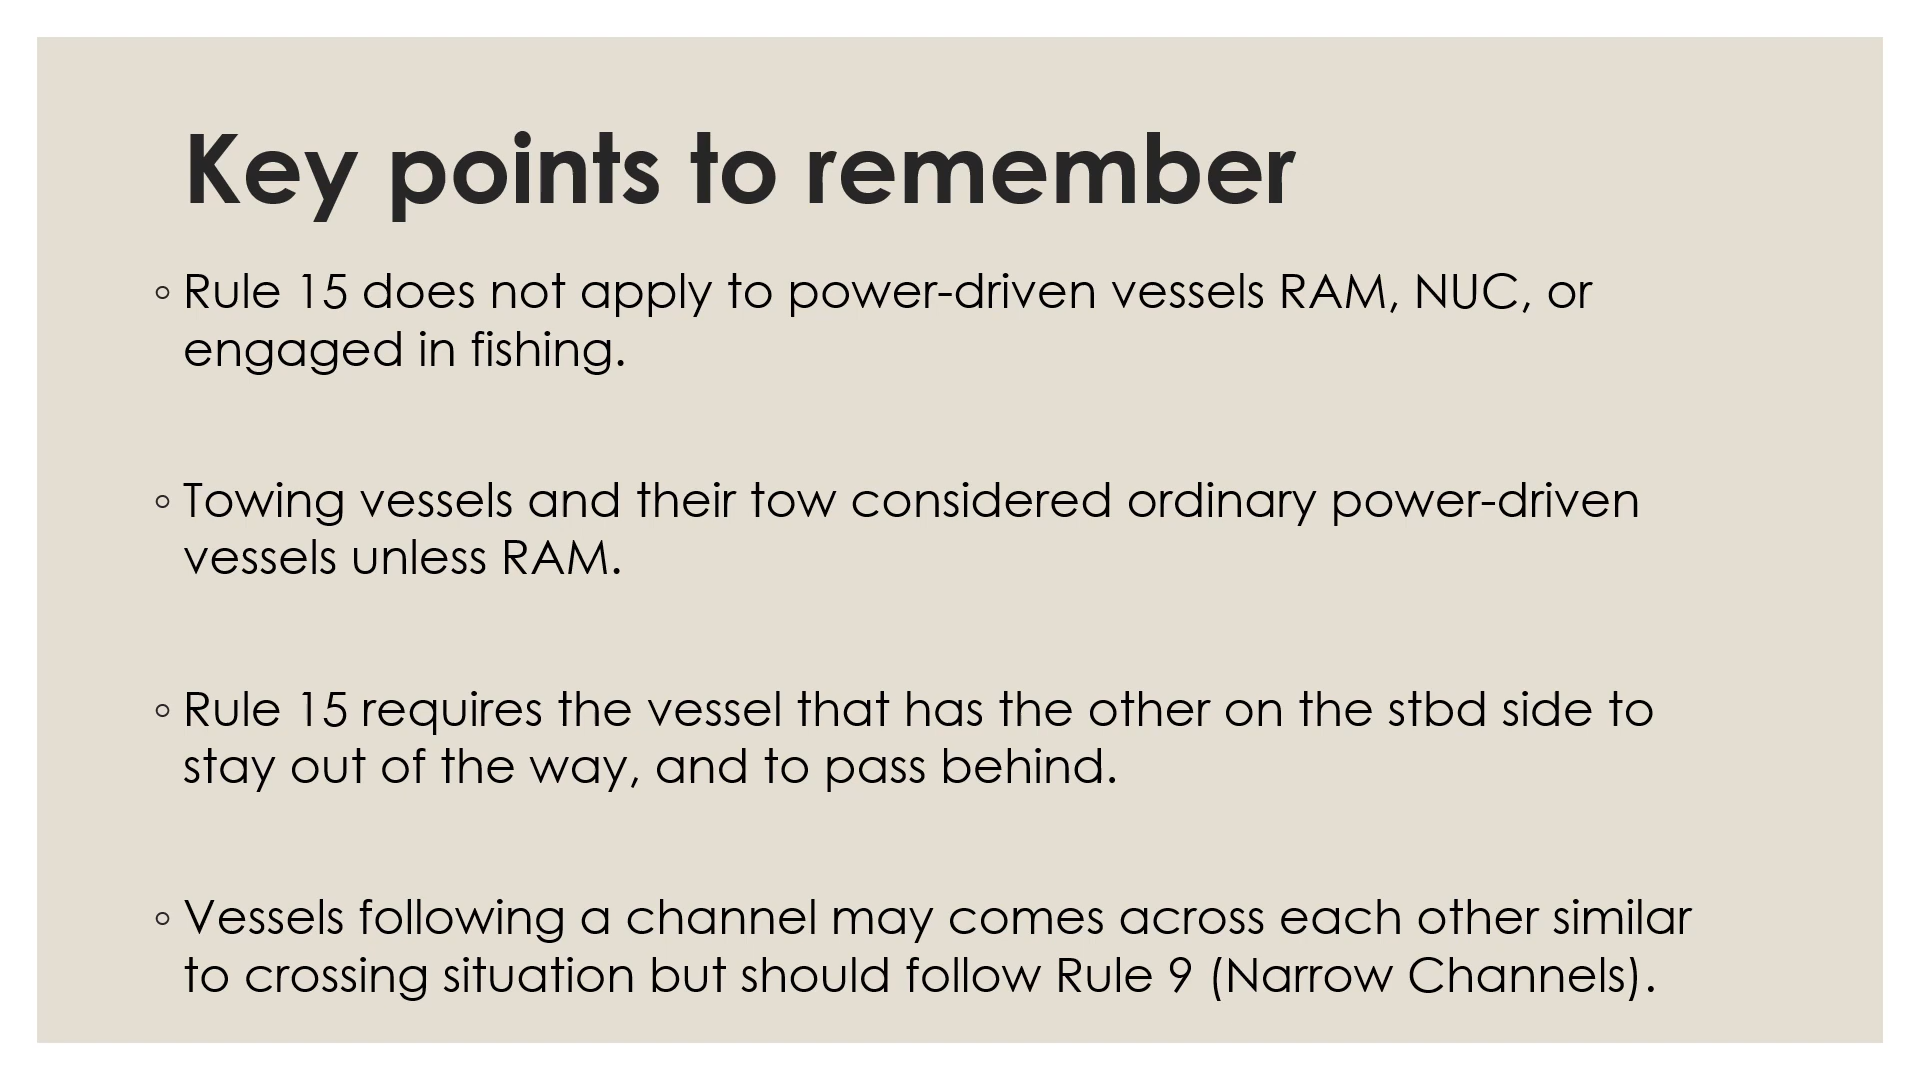 Key points to remember
◦ Rule 15 does not apply to power-driven vessels RAM, NUC, or
engaged in fishing.
◦ Towing vessels and their tow considered ordinary power-driven
vessels unless RAM.
◦ Rule 15 requires the vessel that has the other on the stbd side to
stay out of the way, and to pass behind.
◦ Vessels following a channel may comes across each other similar
to crossing situation but should follow Rule 9 (Narrow Channels).